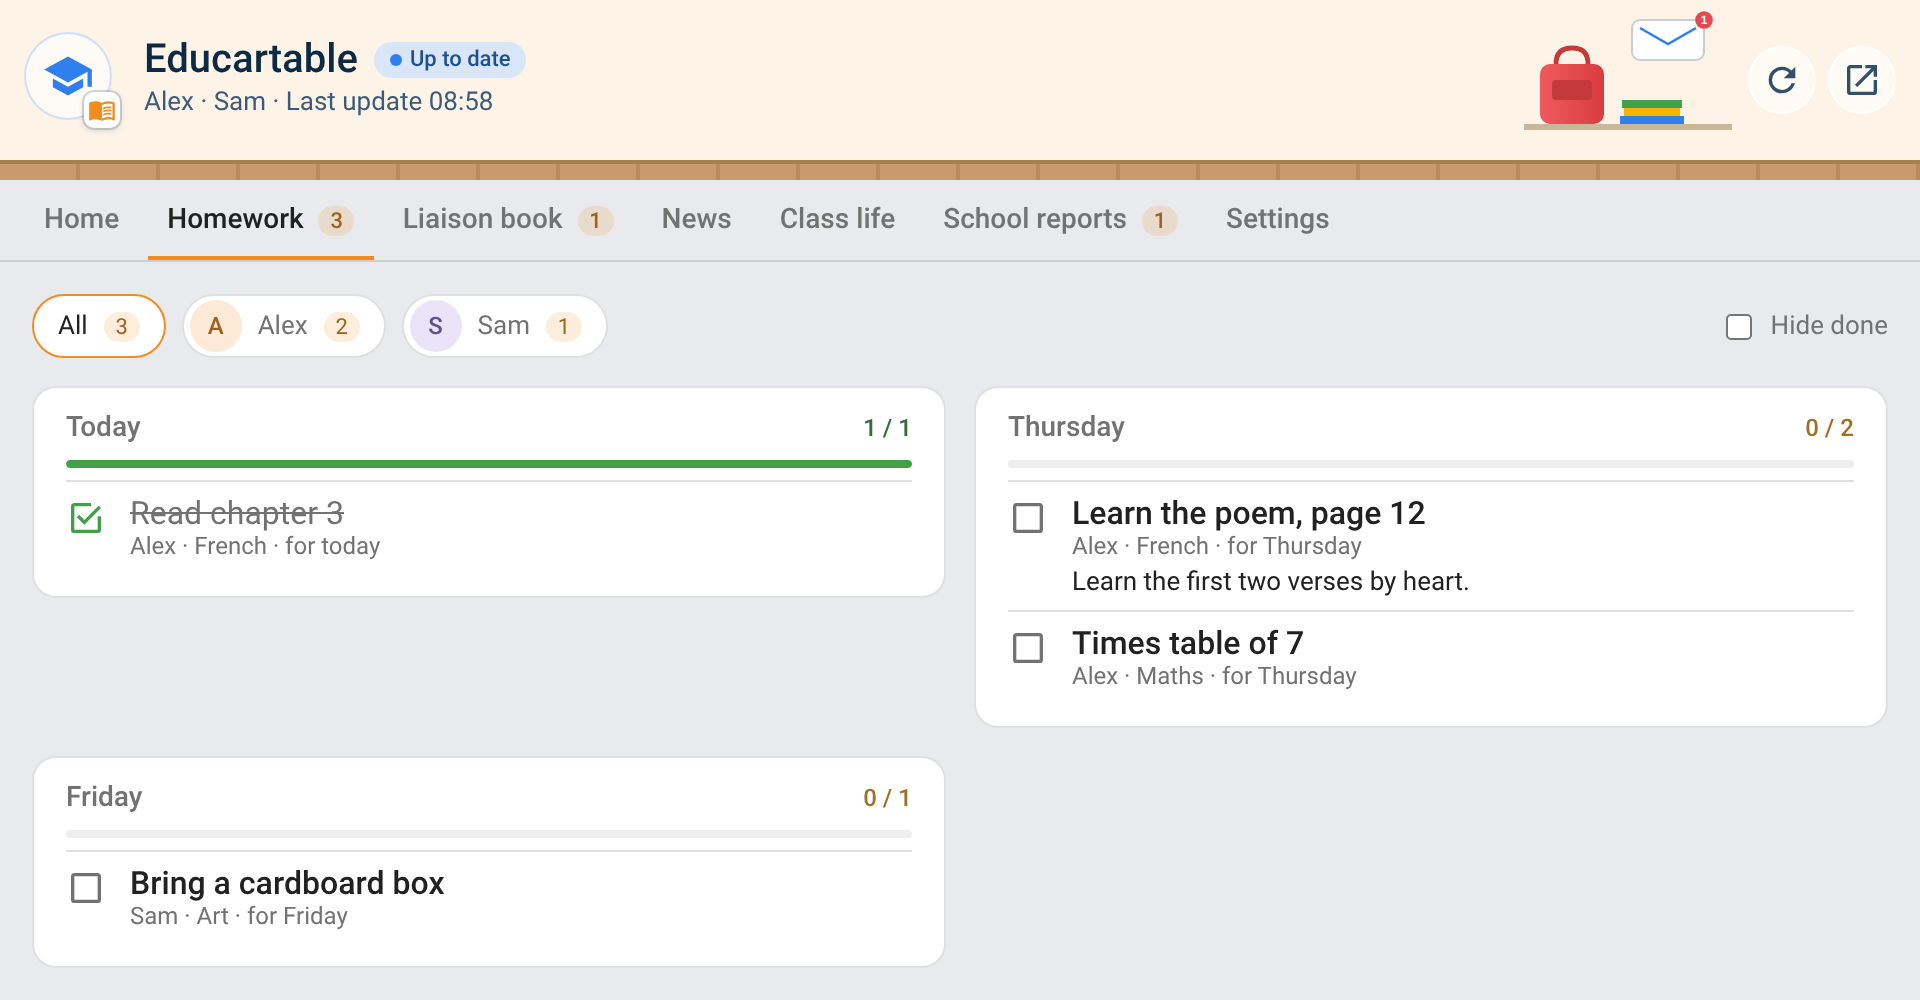 Educartable
Up to date
Alex · Sam · Last update 08:58
1
Home
Homework 3
Liaison book 1
News
Class life
School reports 1
Settings
All 3
A Alex 2
S Sam 1
Hide done
Today 1 / 1
Read chapter 3
Alex · French · for today
Thursday 0 / 2
Learn the poem, page 12
Alex · French · for Thursday
Learn the first two verses by heart.
Times table of 7
Alex · Maths · for Thursday
Friday 0 / 1
Bring a cardboard box
Sam · Art · for Friday